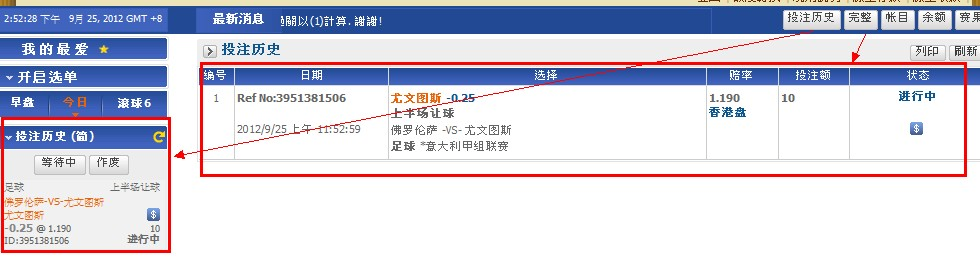 2:52:28 下午 9月 25, 2012 GMT +8
最新消息
關以(1)計算.謝謝!
投注历史 完整 帐目 余额
我的最爱
开启选单
早盘 今日 滚球6
投注历史 (简)
等待中 作废
足球 上半场让球
佛罗伦萨-VS-尤文图斯
尤文图斯 $
-0.25 @ 1.190 10
ID:3951381506 进行中
投注历史
列印 刷新
编号 日期 选择 赔率 投注额 状态
1 Ref No:3951381506 尤文图斯 -0.25 1.190 10 进行中
上半场让球 香港盘
2012/9/25 上午 11:52:59 佛罗伦萨 -VS- 尤文图斯 $
足球 *意大利甲组联赛